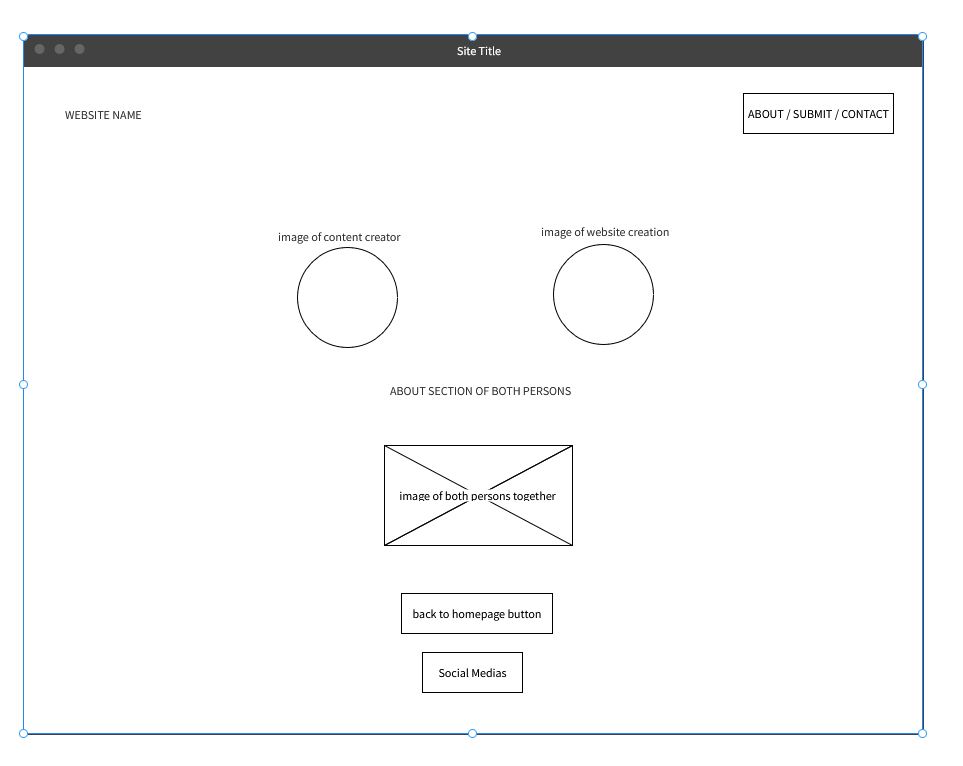 Site Title
WEBSITE NAME
ABOUT / SUBMIT / CONTACT
image of content creator
image of website creation
ABOUT SECTION OF BOTH PERSONS
image of both persons together
back to homepage button
Social Medias